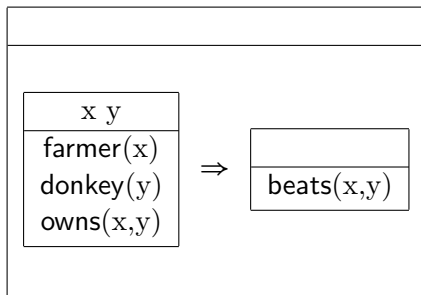 x y
farmer(x)
donkey(y)
owns(x,y)
⇒
beats(x,y)